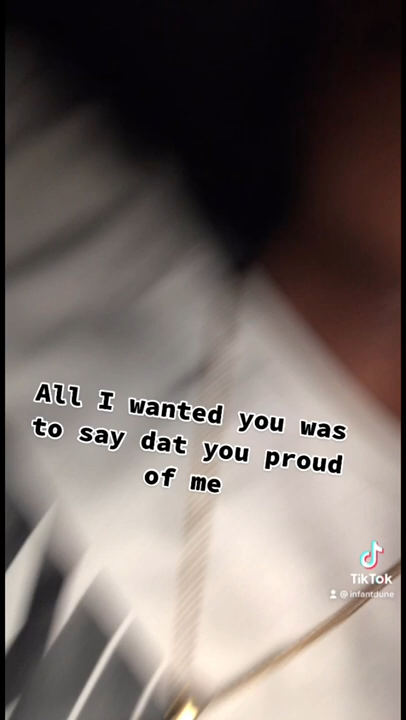 All I wanted you was
to say dat you proud
of me
TikTok
@infantdune